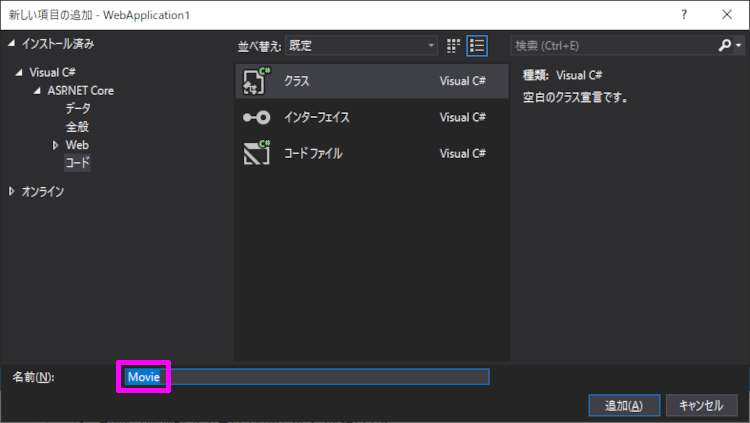 新しい項目の追加 - WebApplication1
? ×
インストール済み
並べ替え: 既定
検索 (Ctrl+E)
Visual C#
ASP.NET Core
データ
全般
Web
コード
オンライン
クラス Visual C#
インターフェイス Visual C#
コード ファイル Visual C#
種類: Visual C#
空白のクラス宣言です。
名前(N): Movie
追加(A) キャンセル